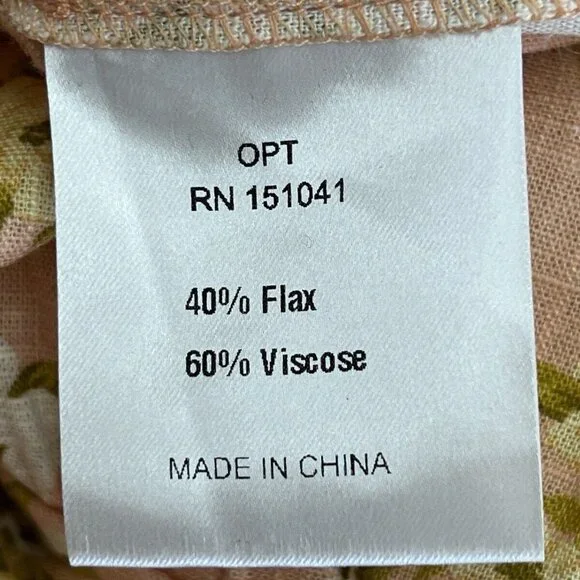 OPT
RN 151041
40% Flax
60% Viscose
MADE IN CHINA